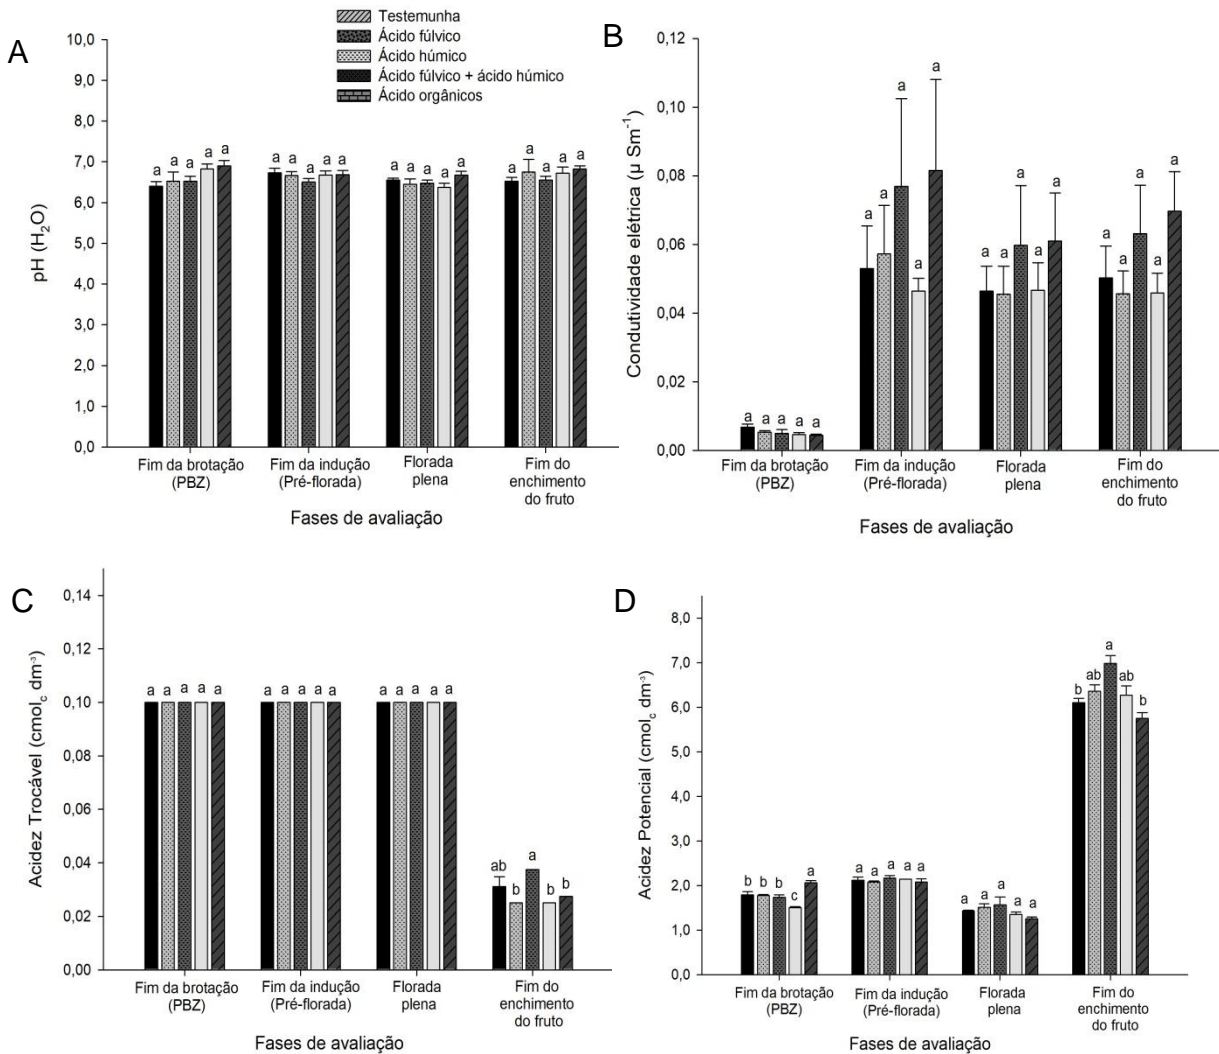 A
10,0
9,0
8,0
7,0
6,0
5,0
4,0
3,0
2,0
1,0
0,0
pH (H₂O)
Testemunha
Ácido fúlvico
Ácido húmico
Ácido fúlvico + ácido húmico
Ácido orgânicos
a a a a a
a a a a a
a a a a a
a a a a a
Fim da brotação
(PBZ)
Fim da indução
(Pré-florada)
Florada
plena
Fim do
enchimento
do fruto
Fases de avaliação
B
0,12
0,10
0,08
0,06
0,04
0,02
0,00
Condutividade elétrica (μ Sm⁻¹)
a a a a a
a a a a a
a a a a a
a a a a a
Fim da brotação
(PBZ)
Fim da indução
(Pré-florada)
Florada
plena
Fim do
enchimento
do fruto
Fases de avaliação
C
0,14
0,12
0,10
0,08
0,06
0,04
0,02
0,00
Acidez Trocável (cmol_c dm⁻³)
a a a a a
a a a a a
a a a a a
ab b a b b
Fim da brotação
(PBZ)
Fim da indução
(Pré-florada)
Florada
plena
Fim do
enchimento
do fruto
Fases de avaliação
D
8,0
7,0
6,0
5,0
4,0
3,0
2,0
1,0
0,0
Acidez Potencial (cmol_c dm⁻³)
b b b c a
a a a a a
a a a a a
b ab a ab b
Fim da brotação
(PBZ)
Fim da indução
(Pré-florada)
Florada
plena
Fim do
enchimento
do fruto
Fases de avaliação